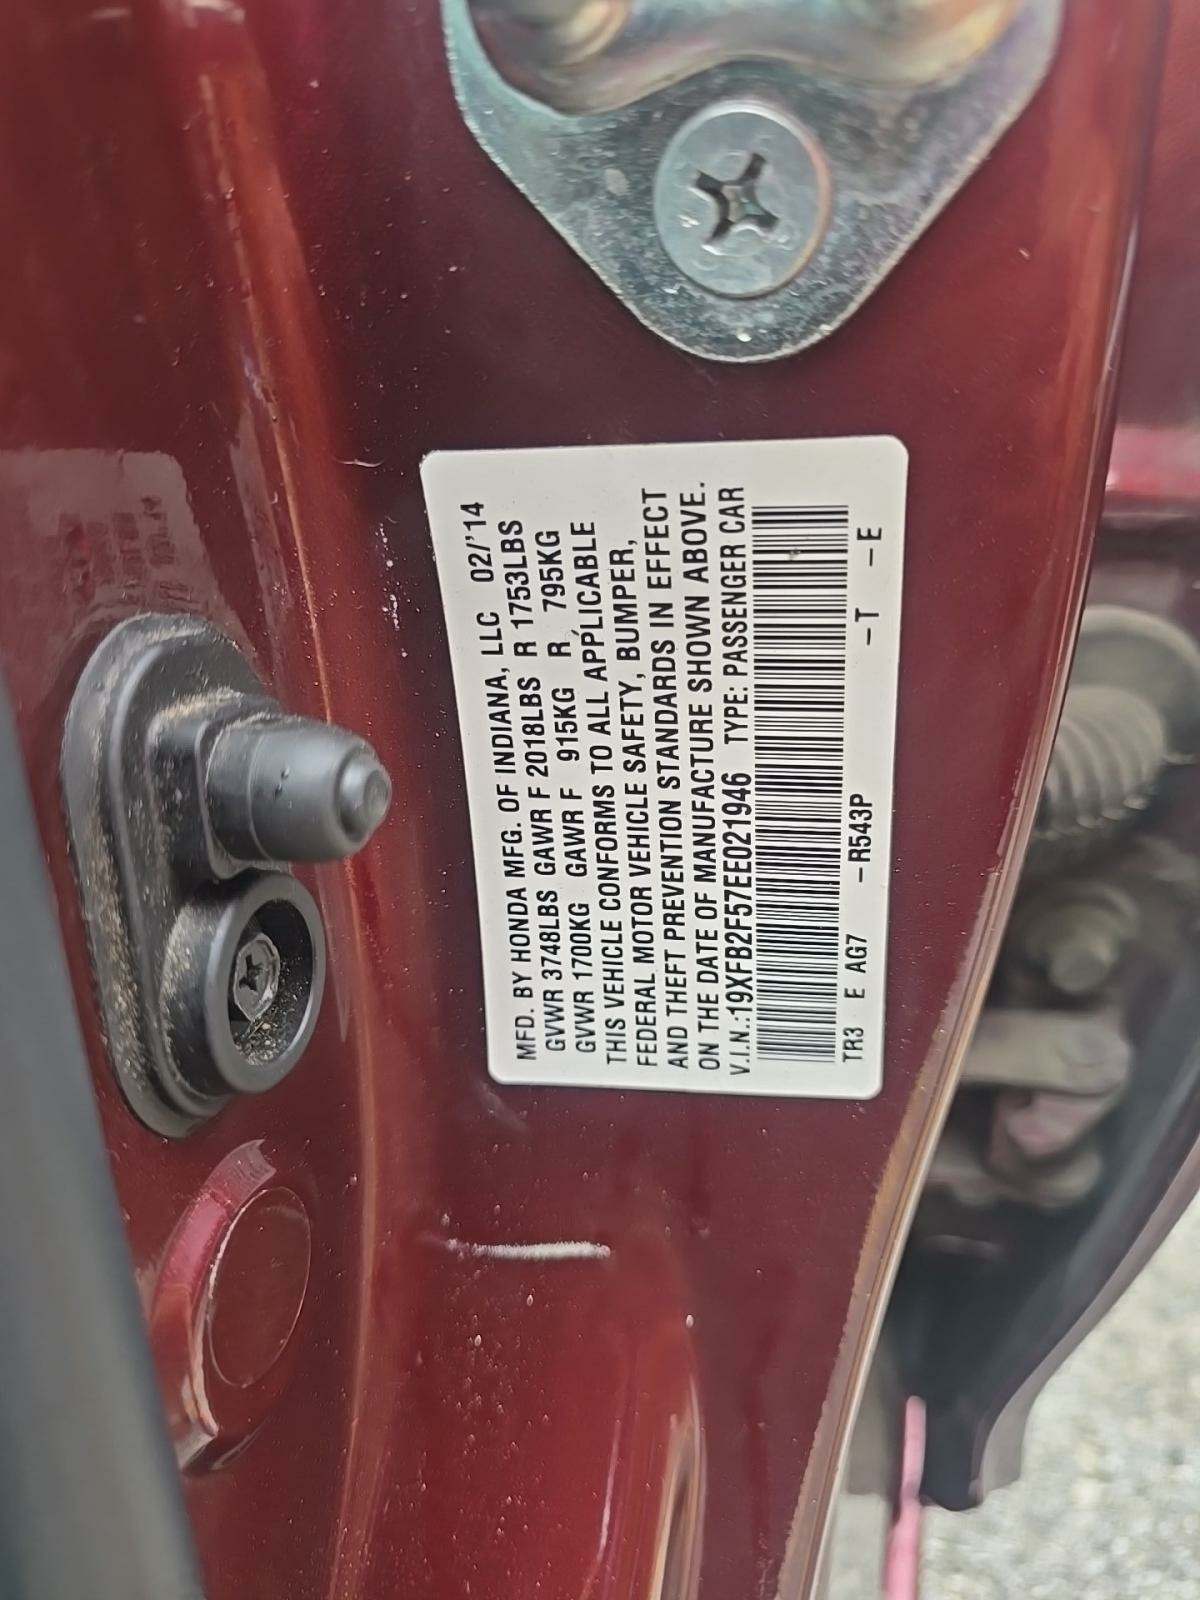 MFD. BY HONDA MFG. OF INDIANA, LLC 02/'14
GVWR 3748LBS GAWR F 2018LBS R 1753LBS
GVWR 1700KG GAWR F 915KG R 795KG
THIS VEHICLE CONFORMS TO ALL APPLICABLE
FEDERAL MOTOR VEHICLE SAFETY, BUMPER,
AND THEFT PREVENTION STANDARDS IN EFFECT
ON THE DATE OF MANUFACTURE SHOWN ABOVE.
V.I.N.:19XFB2F57EE021946 TYPE: PASSENGER CAR
TR3 E AG7 -R543P -T -E